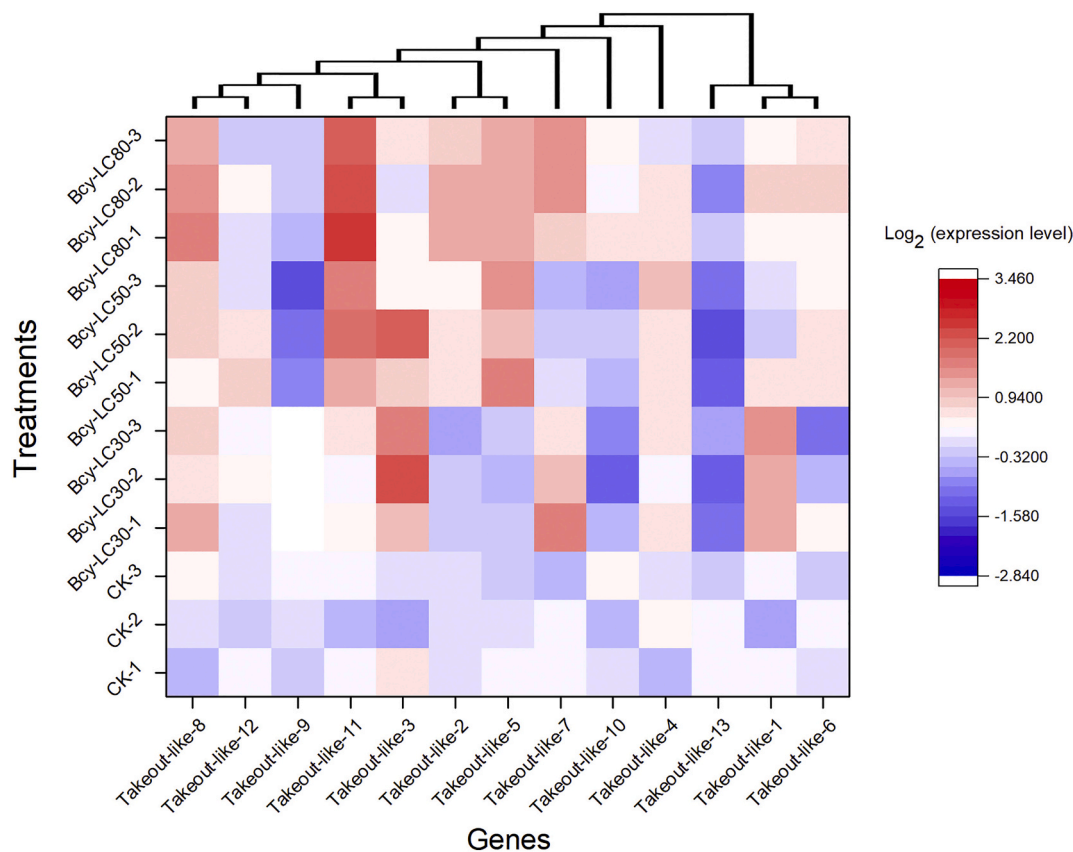 Treatments
Bcy-LC80-3
Bcy-LC80-2
Bcy-LC80-1
Bcy-LC50-3
Bcy-LC50-2
Bcy-LC50-1
Bcy-LC30-3
Bcy-LC30-2
Bcy-LC30-1
CK-3
CK-2
CK-1
Takeout-like-8
Takeout-like-12
Takeout-like-9
Takeout-like-11
Takeout-like-3
Takeout-like-2
Takeout-like-5
Takeout-like-7
Takeout-like-10
Takeout-like-4
Takeout-like-13
Takeout-like-1
Takeout-like-6
Genes
Log2 (expression level)
3.460
2.200
0.9400
-0.3200
-1.580
-2.840